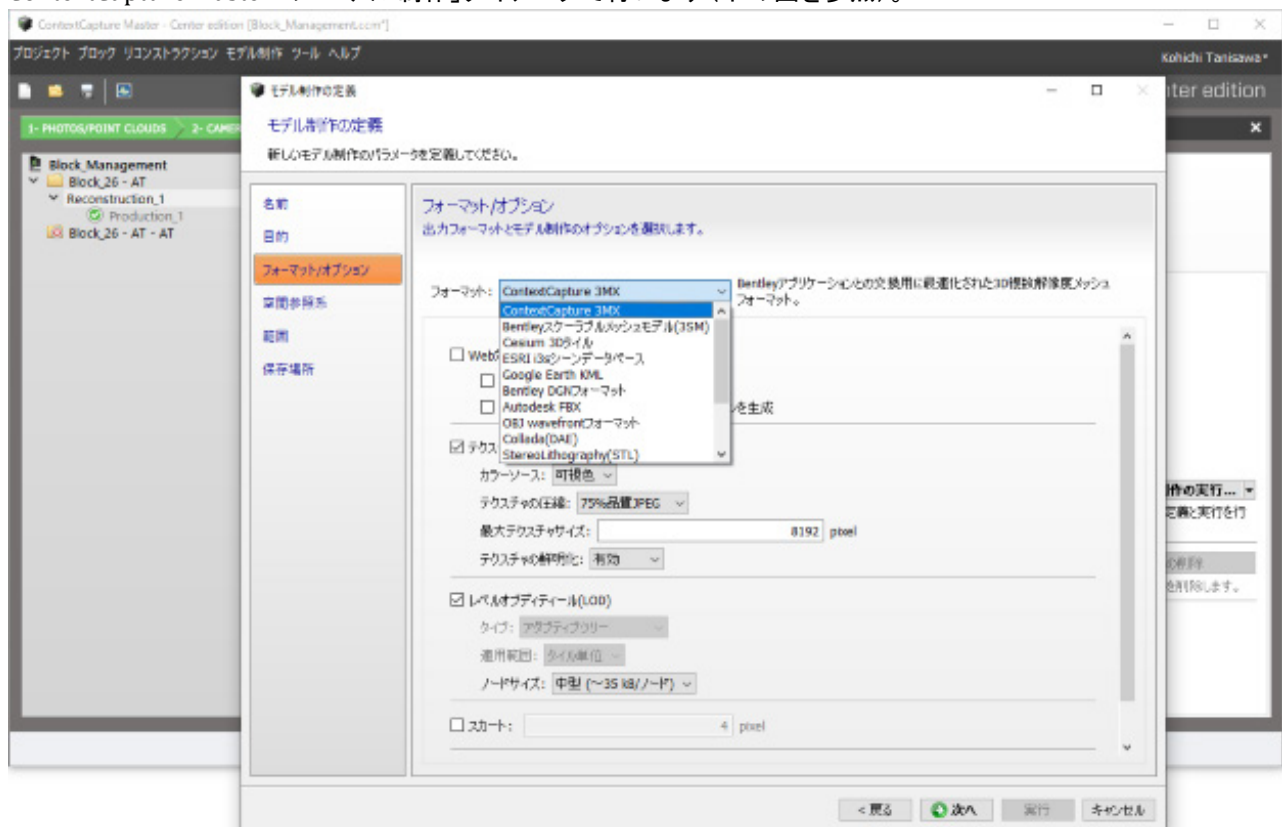 ContextCapture Master - Center edition [Block_Management.ccm*]
プロジェクト ブロック リコンストラクション モデル制作 ツール ヘルプ
Kohichi Tanisawa
iter edition
1- PHOTOS/POINT CLOUDS
2- CAMER
Block_Management
Block_26 - AT
Reconstruction_1
Production_1
Block_26 - AT - AT
モデル制作の定義
モデル制作の定義
新しいモデル制作のパラメータを定義してください。
名前
目的
フォーマット/オプション
空間参照系
範囲
保存場所
フォーマット/オプション
出力フォーマットとモデル制作のオプションを選択します。
フォーマット: ContextCapture 3MX
Bentleyアプリケーションとの交換用に最適化された3D複数解像度メッシュ
フォーマット。
ContextCapture 3MX
Bentleyスケーラブルメッシュモデル(3SM)
Cesium 3Dタイル
ESRI i3sシーンデータベース
Google Earth KML
Bentley DGNフォーマット
Autodesk FBX
OBJ wavefrontフォーマット
Collada(DAE)
StereoLithography(STL)
Web
ルを生成
テクス
カラーソース: 可視色
テクスチャの圧縮: 75%品質JPEG
最大テクスチャサイズ: 8192 pixel
テクスチャの鮮明化: 有効
レベルオブディティール(LOD)
タイプ: アダプティブツリー
適用範囲: タイル単位
ノードサイズ: 中型 (~35 kB/ノード)
スカート: 4 pixel
制作の実行...
定義と実行を行
の削除
を削除します。
< 戻る 次へ 実行 キャンセル